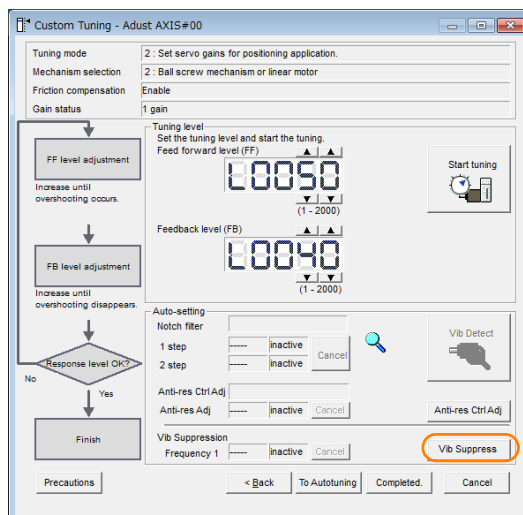 Custom Tuning - Adust AXIS#00
Tuning mode 2 : Set servo gains for positioning application.
Mechanism selection 2 : Ball screw mechanism or linear motor
Friction compensation Enable
Gain status 1 gain
FF level adjustment
Increase until
overshooting occurs.
FB level adjustment
Increase until
overshooting disappears.
Response level OK?
No
Yes
Finish
Tuning level
Set the tuning level and start the tuning.
Feed forward level (FF)
L0050
(1 - 2000)
Feedback level (FB)
L0040
(1 - 2000)
Start tuning
Auto-setting
Notch filter
1 step ----- inactive
2 step ----- inactive
Cancel
Vib Detect
Anti-res Ctrl Adj
Anti-res Adj ----- inactive Cancel
Anti-res Ctrl Adj
Vib Suppression
Frequency 1 ----- inactive Cancel
Vib Suppress
Precautions
< Back
To Autotuning
Completed.
Cancel